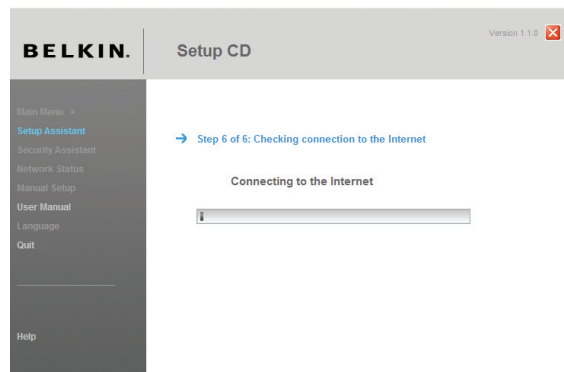 Version 1.1.0
BELKIN.
Setup CD
Main Menu >
Setup Assistant
Security Assistant
Network Status
Manual Setup
User Manual
Language
Quit
Help
Step 6 of 6: Checking connection to the Internet
Connecting to the Internet